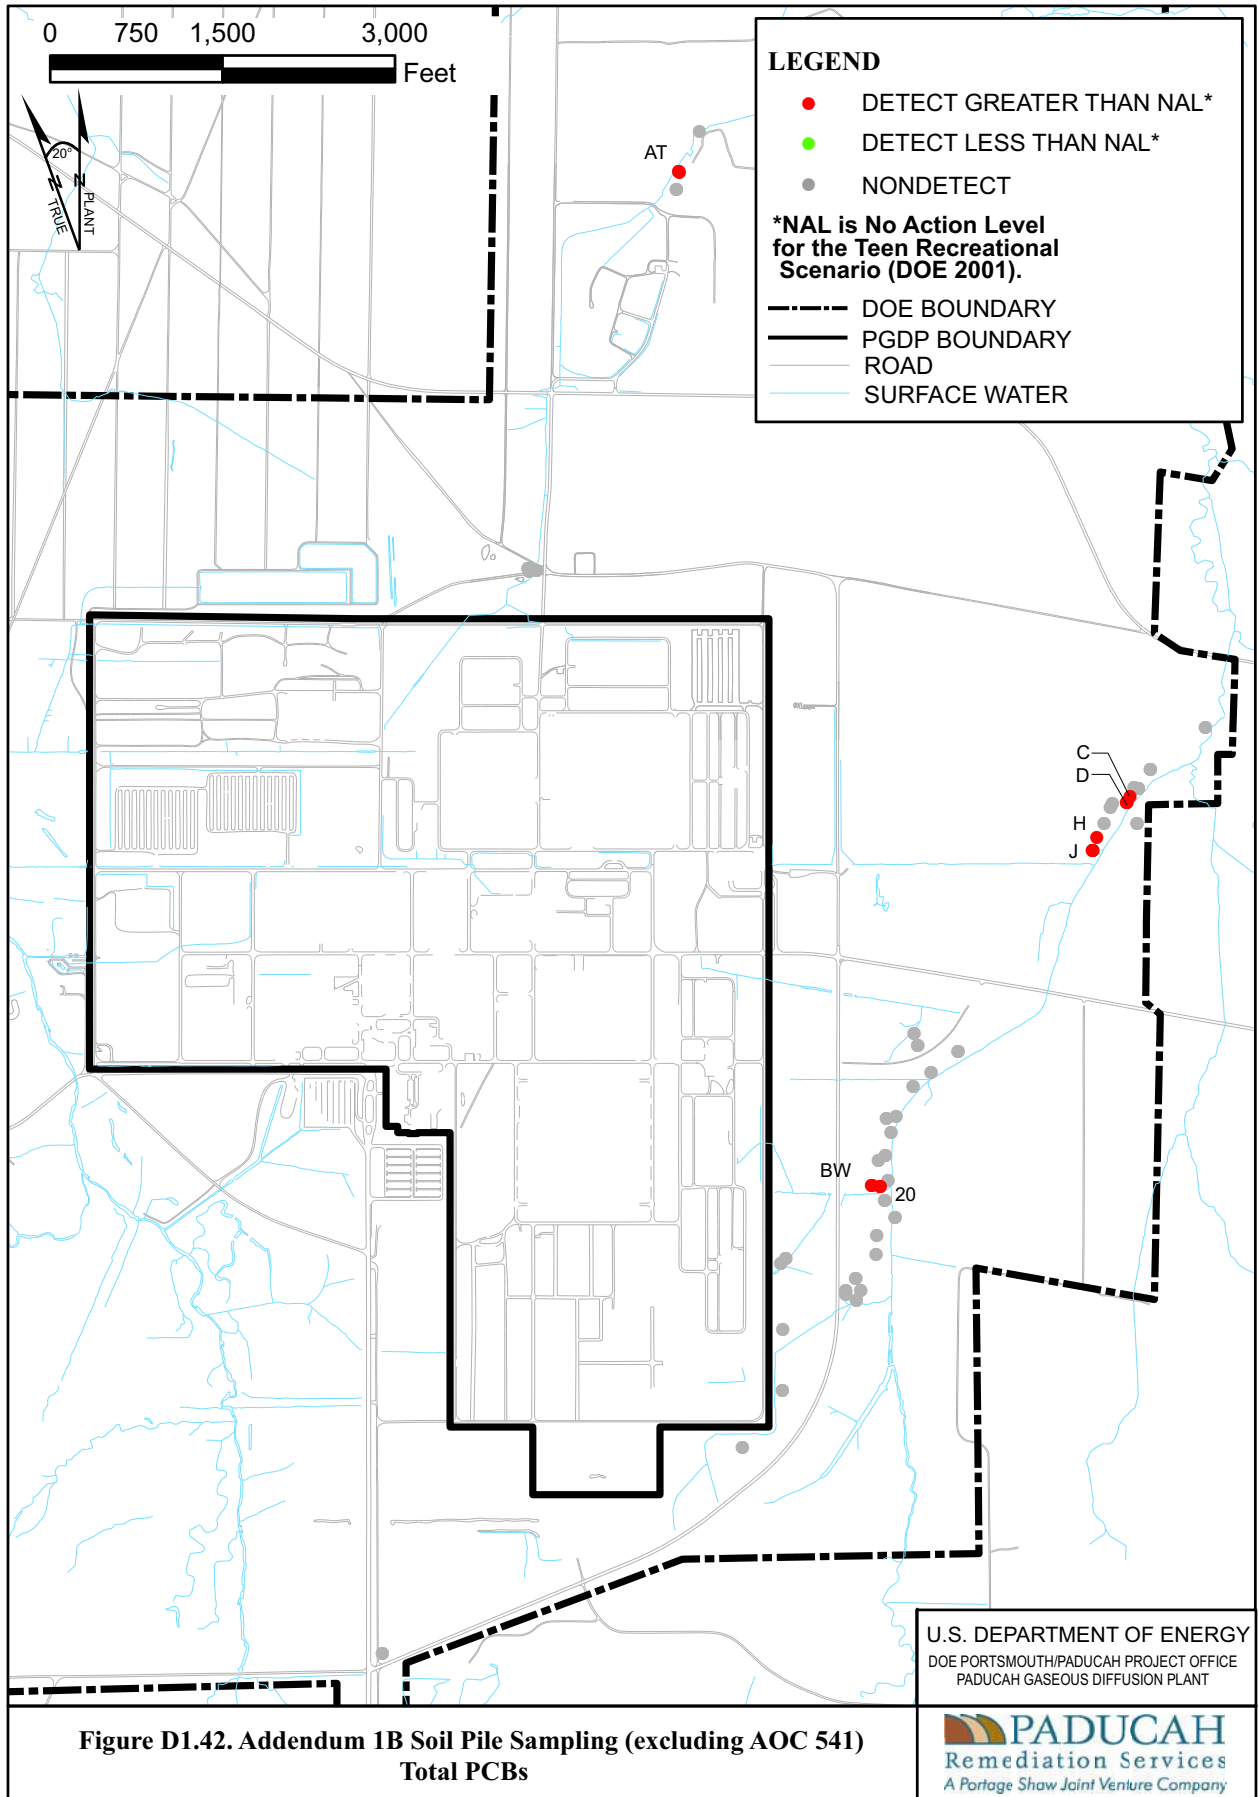 0 750 1,500 3,000
Feet
20°
N TRUE
N PLANT
LEGEND
DETECT GREATER THAN NAL*
DETECT LESS THAN NAL*
NONDETECT
*NAL is No Action Level
for the Teen Recreational
Scenario (DOE 2001).
DOE BOUNDARY
PGDP BOUNDARY
ROAD
SURFACE WATER
AT
C
D
H
J
BW
20
U.S. DEPARTMENT OF ENERGY
DOE PORTSMOUTH/PADUCAH PROJECT OFFICE
PADUCAH GASEOUS DIFFUSION PLANT
Figure D1.42. Addendum 1B Soil Pile Sampling (excluding AOC 541)
Total PCBs
PADUCAH
Remediation Services
A Portage Shaw Joint Venture Company